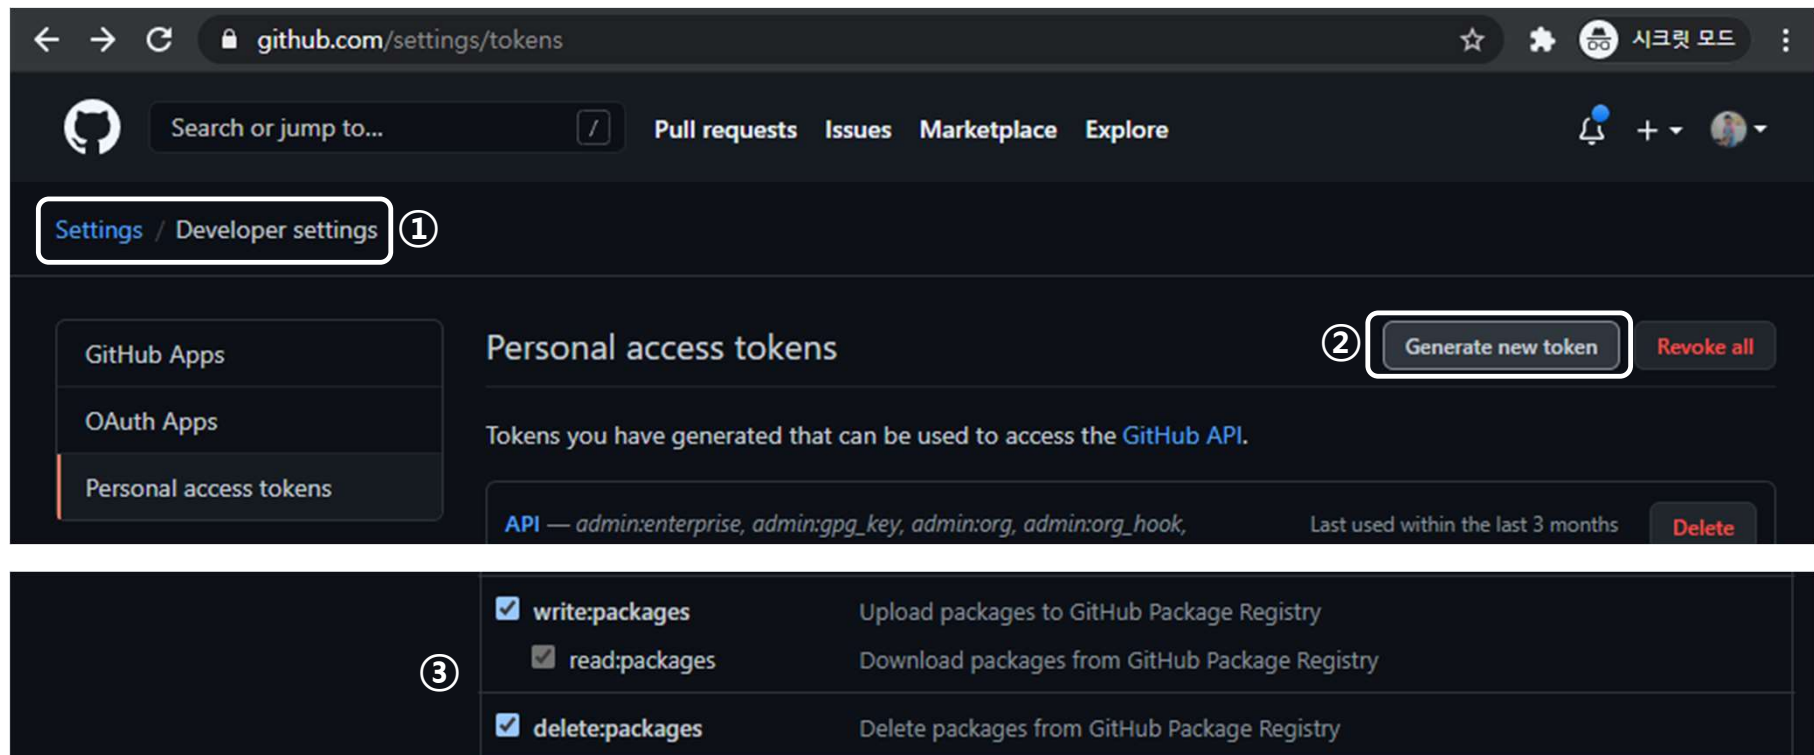 github.com/settings/tokens 시크릿 모드
Search or jump to... / Pull requests Issues Marketplace Explore
Settings / Developer settings ①
GitHub Apps
OAuth Apps
Personal access tokens
Personal access tokens ② Generate new token Revoke all
Tokens you have generated that can be used to access the GitHub API.
API — admin:enterprise, admin:gpg_key, admin:org, admin:org_hook, Last used within the last 3 months Delete
③
write:packages Upload packages to GitHub Package Registry
read:packages Download packages from GitHub Package Registry
delete:packages Delete packages from GitHub Package Registry